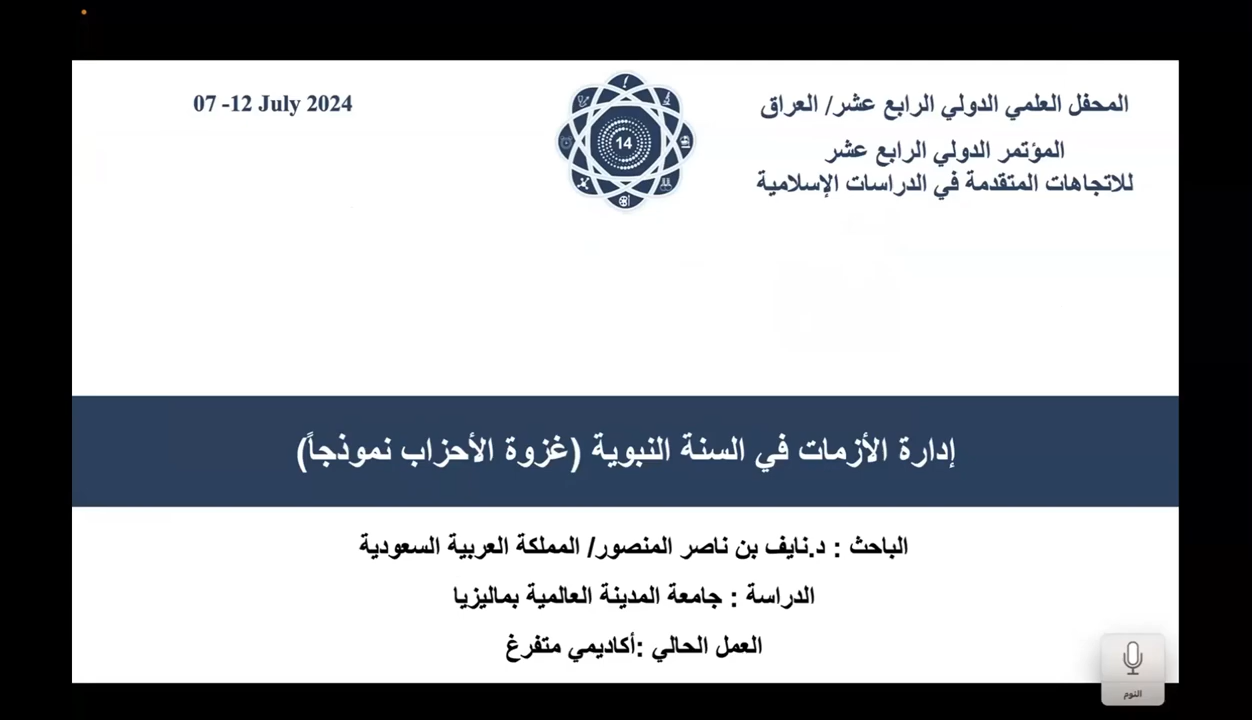 المحفل العلمي الدولي الرابع عشر/ العراق
07 -12 July 2024
المؤتمر الدولي الرابع عشر
للاتجاهات المتقدمة في الدراسات الإسلامية
14
إدارة الأزمات في السنة النبوية (غزوة الأحزاب نموذجاً)
الباحث : د.نايف بن ناصر المنصور/ المملكة العربية السعودية
الدراسة : جامعة المدينة العالمية بماليزيا
العمل الحالي :أكاديمي متفرغ
النوم